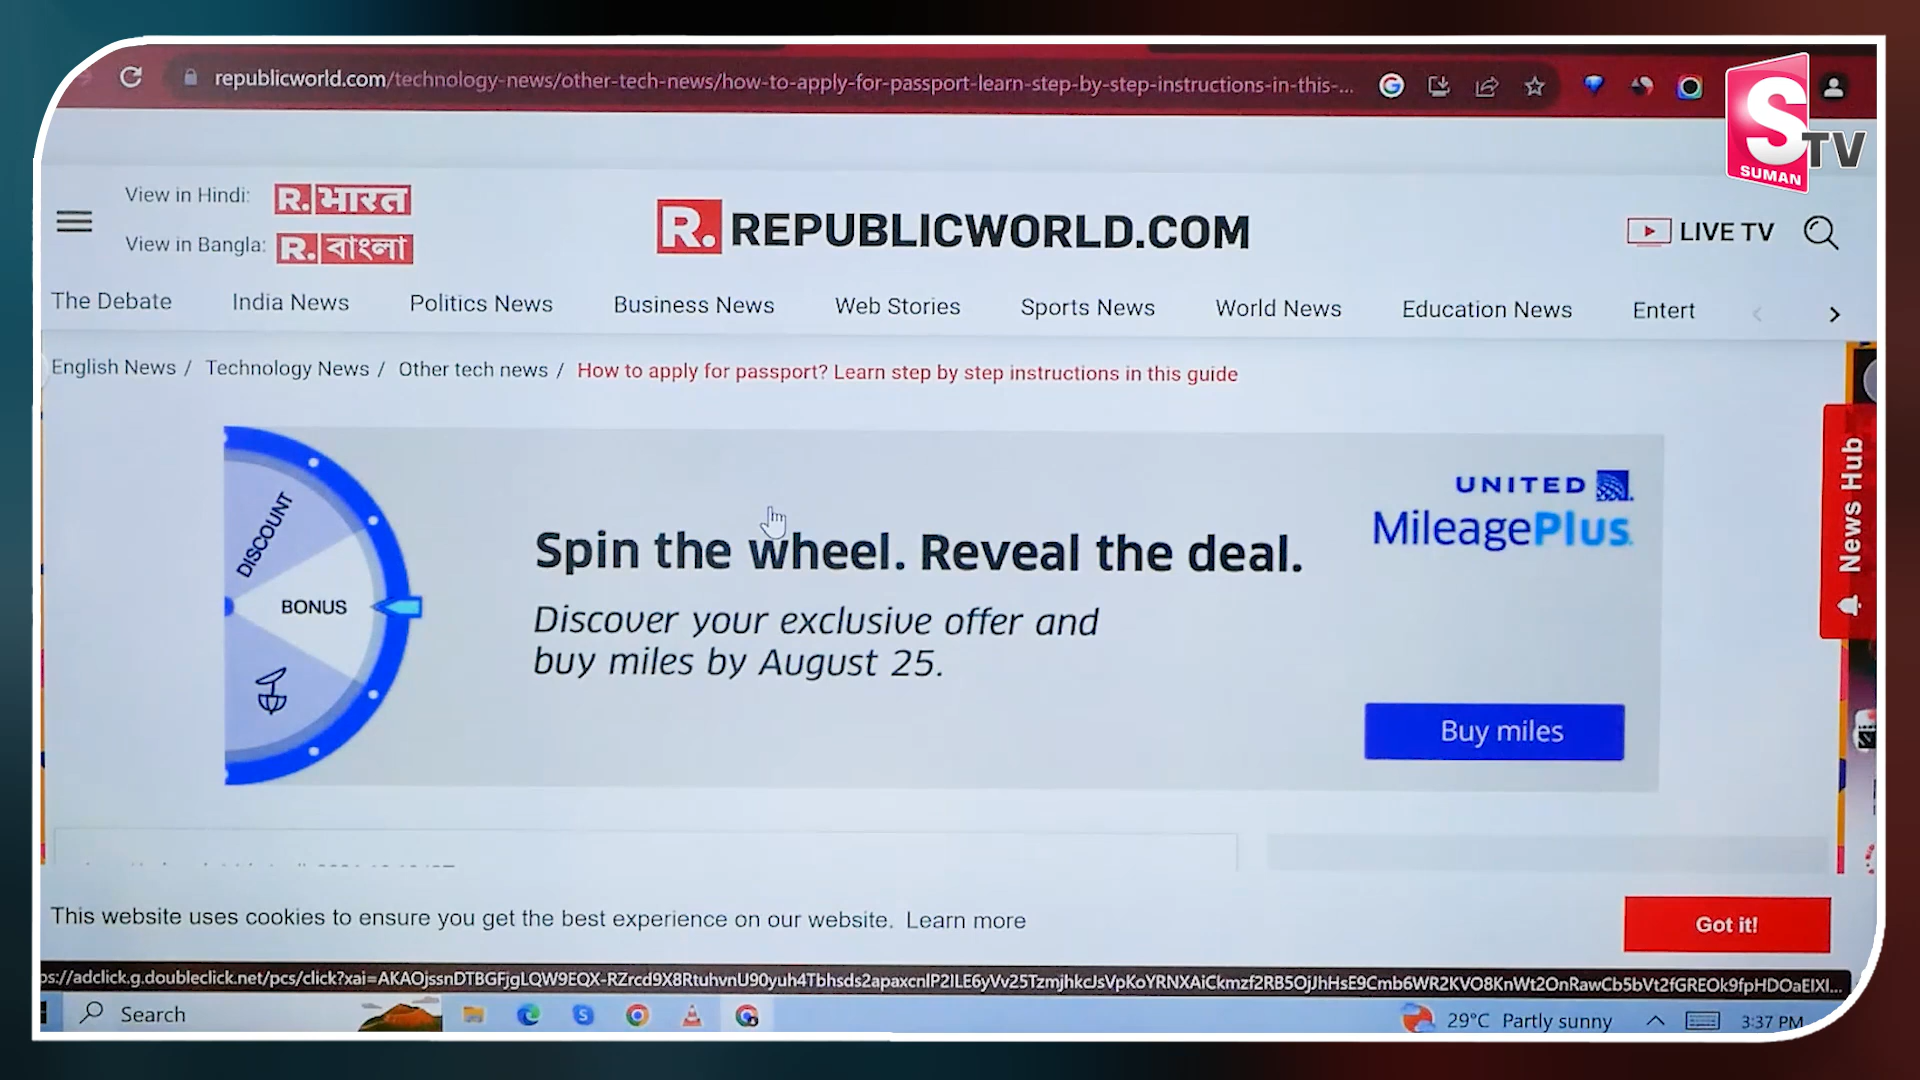 republicworld.com/technology-news/other-tech-news/how-to-apply-for-passport-learn-step-by-step-instructions-in-this-...
S TV
SUMAN
View in Hindi: R. भारत
View in Bangla: R. বাংলা
R. REPUBLICWORLD.COM
LIVE TV
The Debate India News Politics News Business News Web Stories Sports News World News Education News Entert
English News / Technology News / Other tech news / How to apply for passport? Learn step by step instructions in this guide
News Hub
DISCOUNT
BONUS
UNITED
MileagePlus
Spin the wheel. Reveal the deal.
Discover your exclusive offer and
buy miles by August 25.
Buy miles
This website uses cookies to ensure you get the best experience on our website. Learn more
Got it!
Search
29°C Partly sunny
3:37 PM